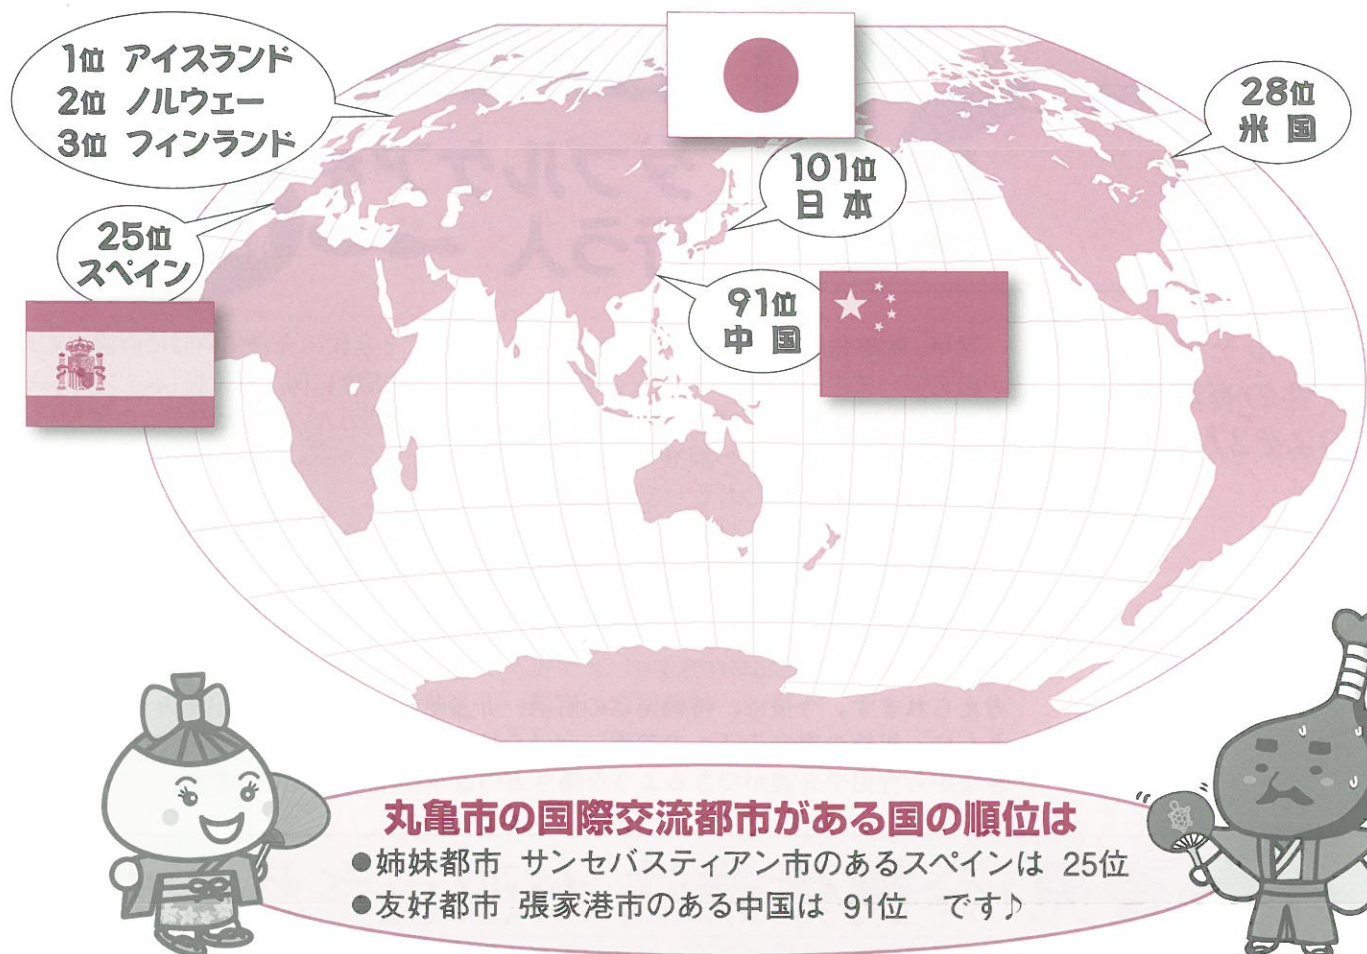 1位 アイスランド
2位 ノルウェー
3位 フィンランド
28位
米国
101位
日本
25位
スペイン
91位
中国
丸亀市の国際交流都市がある国の順位は
●姉妹都市 サンセバスティアン市のあるスペインは 25位
●友好都市 張家港市のある中国は 91位 です♪